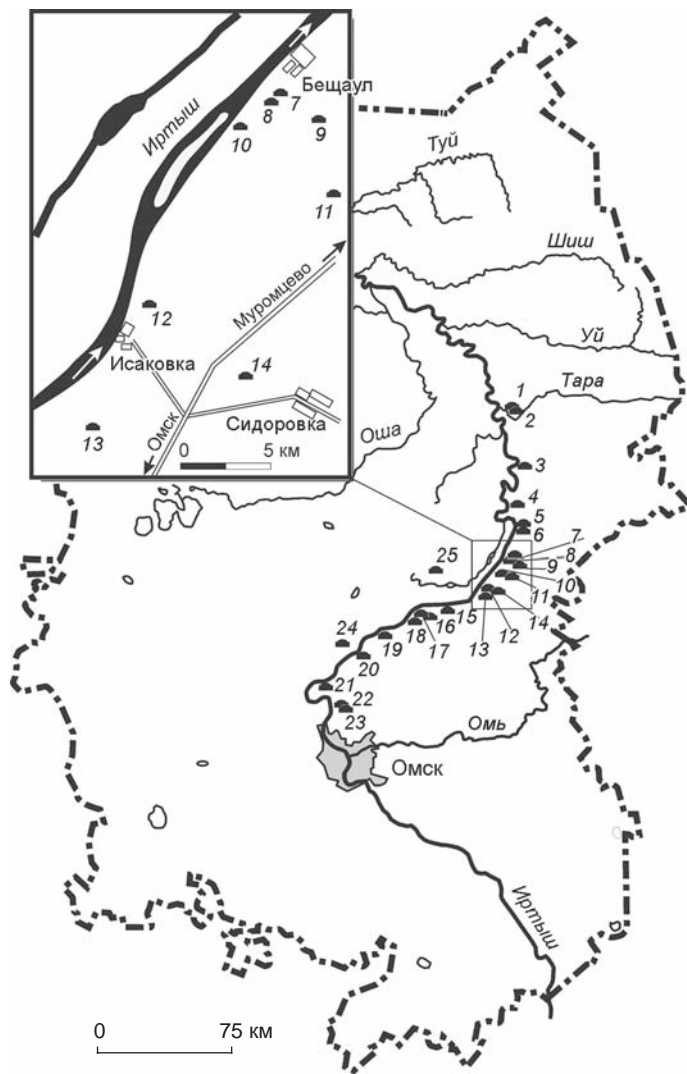 Бещаул
Иртыш
7
8
10
9
11
Муромцево
12
Исаковка
14
Сидоровка
Омск
13
0 5 км
Туй
Шиш
Уй
Тара
1
2
Оша
3
4
5
6
7
8
9
10
11
25
15
16
18
17
13
12
14
19
24
20
21
22
23
Омь
Омск
Иртыш
0 75 км